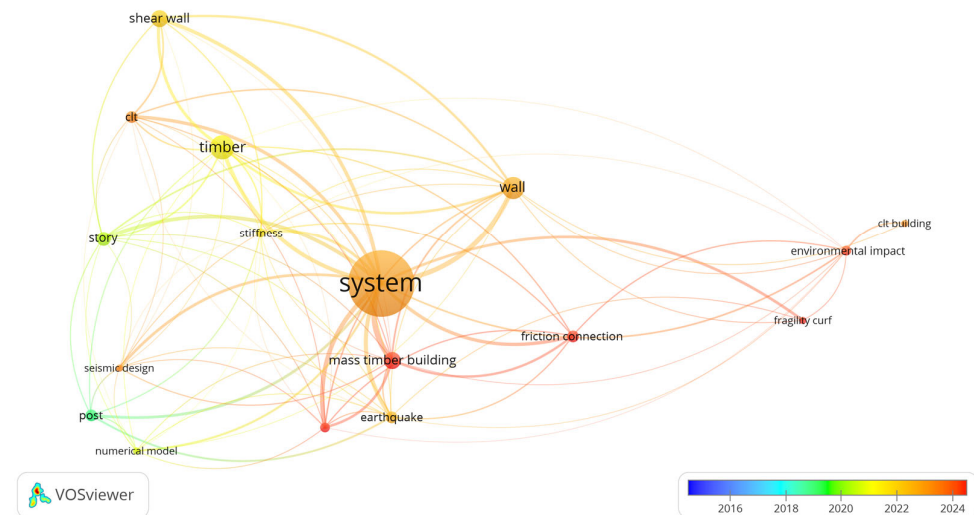 shear wall
clt
timber
wall
clt building
story
stiffness
environmental impact
system
fragility curf
friction connection
mass timber building
seismic design
post
earthquake
numerical model
VOSviewer
2016 2018 2020 2022 2024